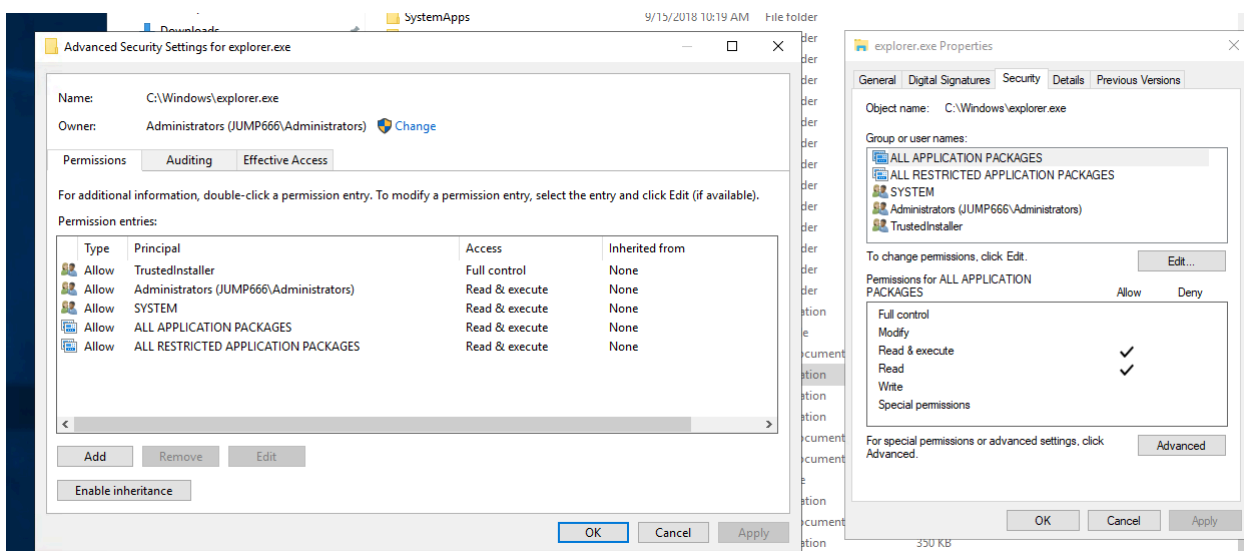 SystemApps 9/15/2018 10:19 AM File folder
Advanced Security Settings for explorer.exe
Name: C:\Windows\explorer.exe
Owner: Administrators (JUMP666\Administrators) Change
Permissions Auditing Effective Access
For additional information, double-click a permission entry. To modify a permission entry, select the entry and click Edit (if available).
Permission entries:
Type Principal Access Inherited from
Allow TrustedInstaller Full control None
Allow Administrators (JUMP666\Administrators) Read & execute None
Allow SYSTEM Read & execute None
Allow ALL APPLICATION PACKAGES Read & execute None
Allow ALL RESTRICTED APPLICATION PACKAGES Read & execute None
Add Remove Edit
Enable inheritance
OK Cancel Apply
explorer.exe Properties
General Digital Signatures Security Details Previous Versions
Object name: C:\Windows\explorer.exe
Group or user names:
ALL APPLICATION PACKAGES
ALL RESTRICTED APPLICATION PACKAGES
SYSTEM
Administrators (JUMP666\Administrators)
TrustedInstaller
To change permissions, click Edit.
Edit...
Permissions for ALL APPLICATION
PACKAGES Allow Deny
Full control
Modify
Read & execute
Read
Write
Special permissions
For special permissions or advanced settings, click
Advanced.
Advanced
OK Cancel Apply
350 KB